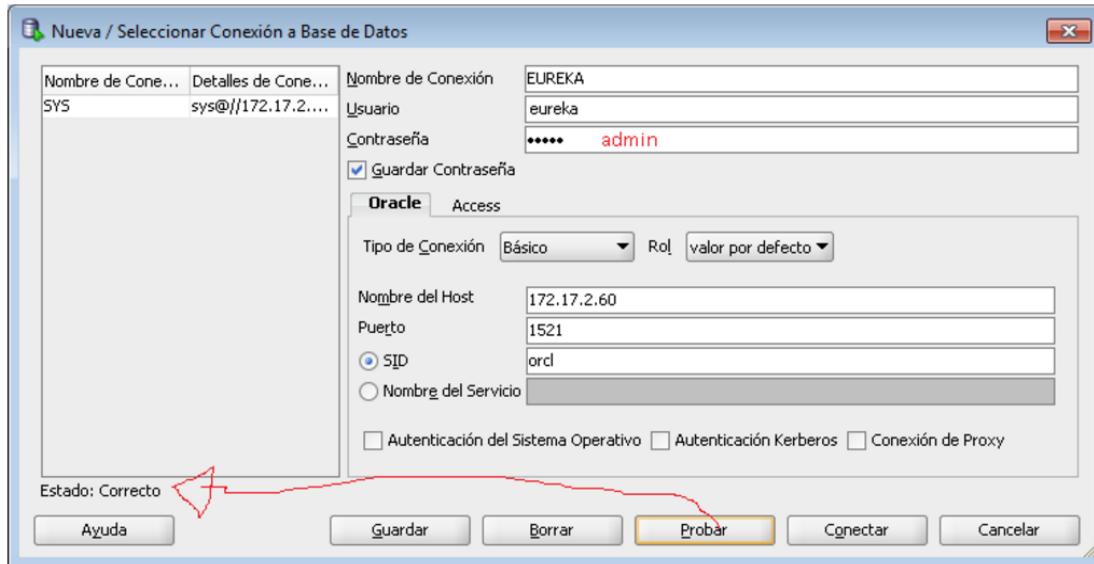 Nueva / Seleccionar Conexión a Base de Datos
Nombre de Cone... Detalles de Cone...
SYS sys@//172.17.2....
Nombre de Conexión EUREKA
Usuario eureka
Contraseña ••••• admin
Guardar Contraseña
Oracle Access
Tipo de Conexión Básico Rol valor por defecto
Nombre del Host 172.17.2.60
Puerto 1521
SID orcl
Nombre del Servicio
Autenticación del Sistema Operativo Autenticación Kerberos Conexión de Proxy
Estado: Correcto
Ayuda Guardar Borrar Probar Conectar Cancelar